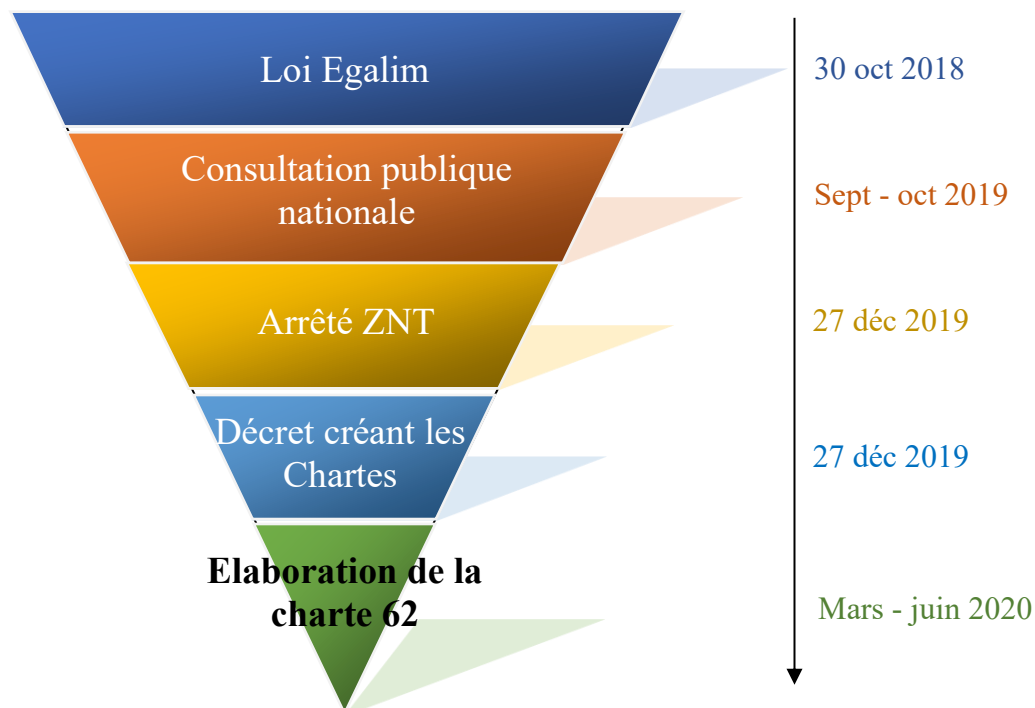 Loi Egalim
30 oct 2018
Consultation publique
nationale
Sept - oct 2019
Arrêté ZNT
27 déc 2019
Décret créant les
Chartes
27 déc 2019
Elaboration de la
charte 62
Mars - juin 2020